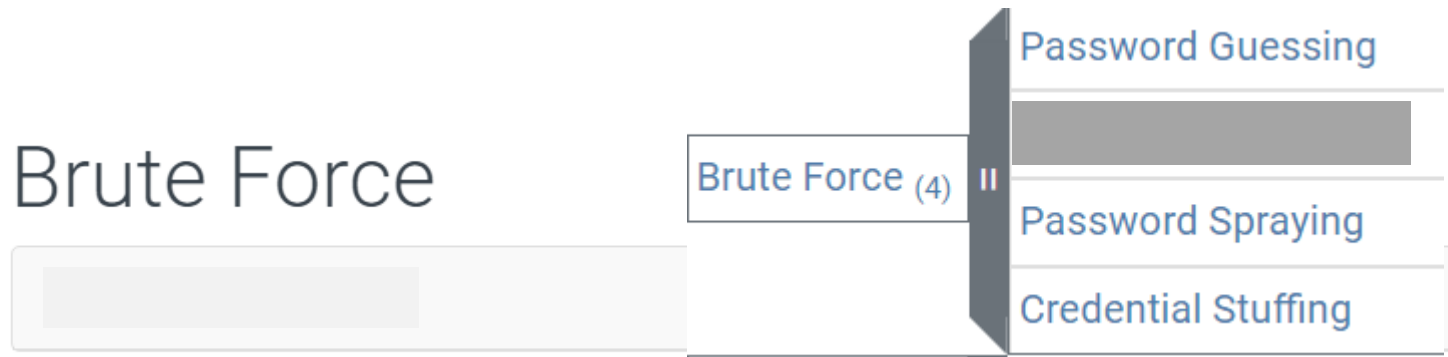 Brute Force
Brute Force (4)
Password Guessing
Password Spraying
Credential Stuffing